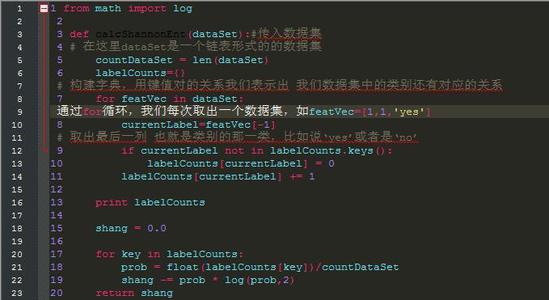 1 1 from math import log
2 2
3 3 def calcShannonEnt(dataSet):#传入数据集
4 4 # 在这里dataSet是一个链表形式的的数据集
5 5 countDataSet = len(dataSet)
6 6 labelCounts={}
7 # 构建字典，用键值对的关系我们表示出 我们数据集中的类别还有对应的关系
8 7 for featVec in dataSet:
9 通过for循环，我们每次取出一个数据集，如featVec=[1,1,'yes']
10 8 currentLabel=featVec[-1]
11 # 取出最后一列 也就是类别的那一类，比如说‘yes’或者是‘no’
12 9 if currentLabel not in labelCounts.keys():
13 10 labelCounts[currentLabel] = 0
14 11 labelCounts[currentLabel] += 1
15 12
16 13 print labelCounts
17 14
18 15 shang = 0.0
19 16
20 17 for key in labelCounts:
21 18 prob = float(labelCounts[key])/countDataSet
22 19 shang -= prob * log(prob,2)
23 20 return shang